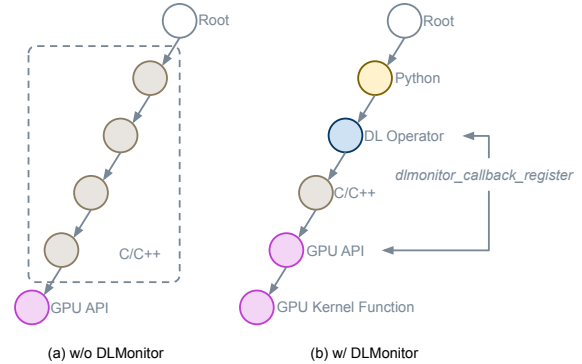 Root
C/C++
GPU API
(a) w/o DLMonitor
Root
Python
DL Operator
dlmonitor_callback_register
C/C++
GPU API
GPU Kernel Function
(b) w/ DLMonitor